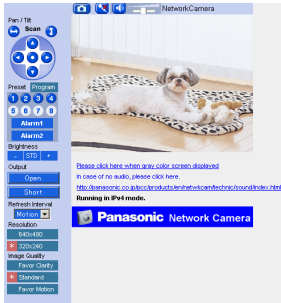 NetworkCamera
Pan / Tilt
Scan
Preset Program
1 2 3 4
5 6 7 8
Alarm1
Alarm2
Brightness
- STD +
Output
Open
Short
Refresh Interval
Motion
Resolution
640x480
* 320x240
Image Quality
Favor Clarity
* Standard
Favor Motion
Please click here when gray color screen displayed
In case of no audio, please click here.
http://panasonic.co.jp/pcc/products/en/netwkcam/technic/sound/index.html
Running in IPv4 mode.
Panasonic Network Camera